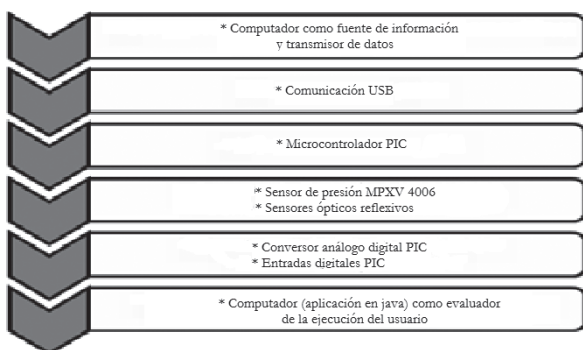 * Computador como fuente de información
y transmisor de datos
* Comunicación USB
* Microcontrolador PIC
* Sensor de presión MPXV 4006
* Sensores ópticos reflexivos
* Conversor análogo digital PIC
* Entradas digitales PIC
* Computador (aplicación en java) como evaluador
de la ejecución del usuario